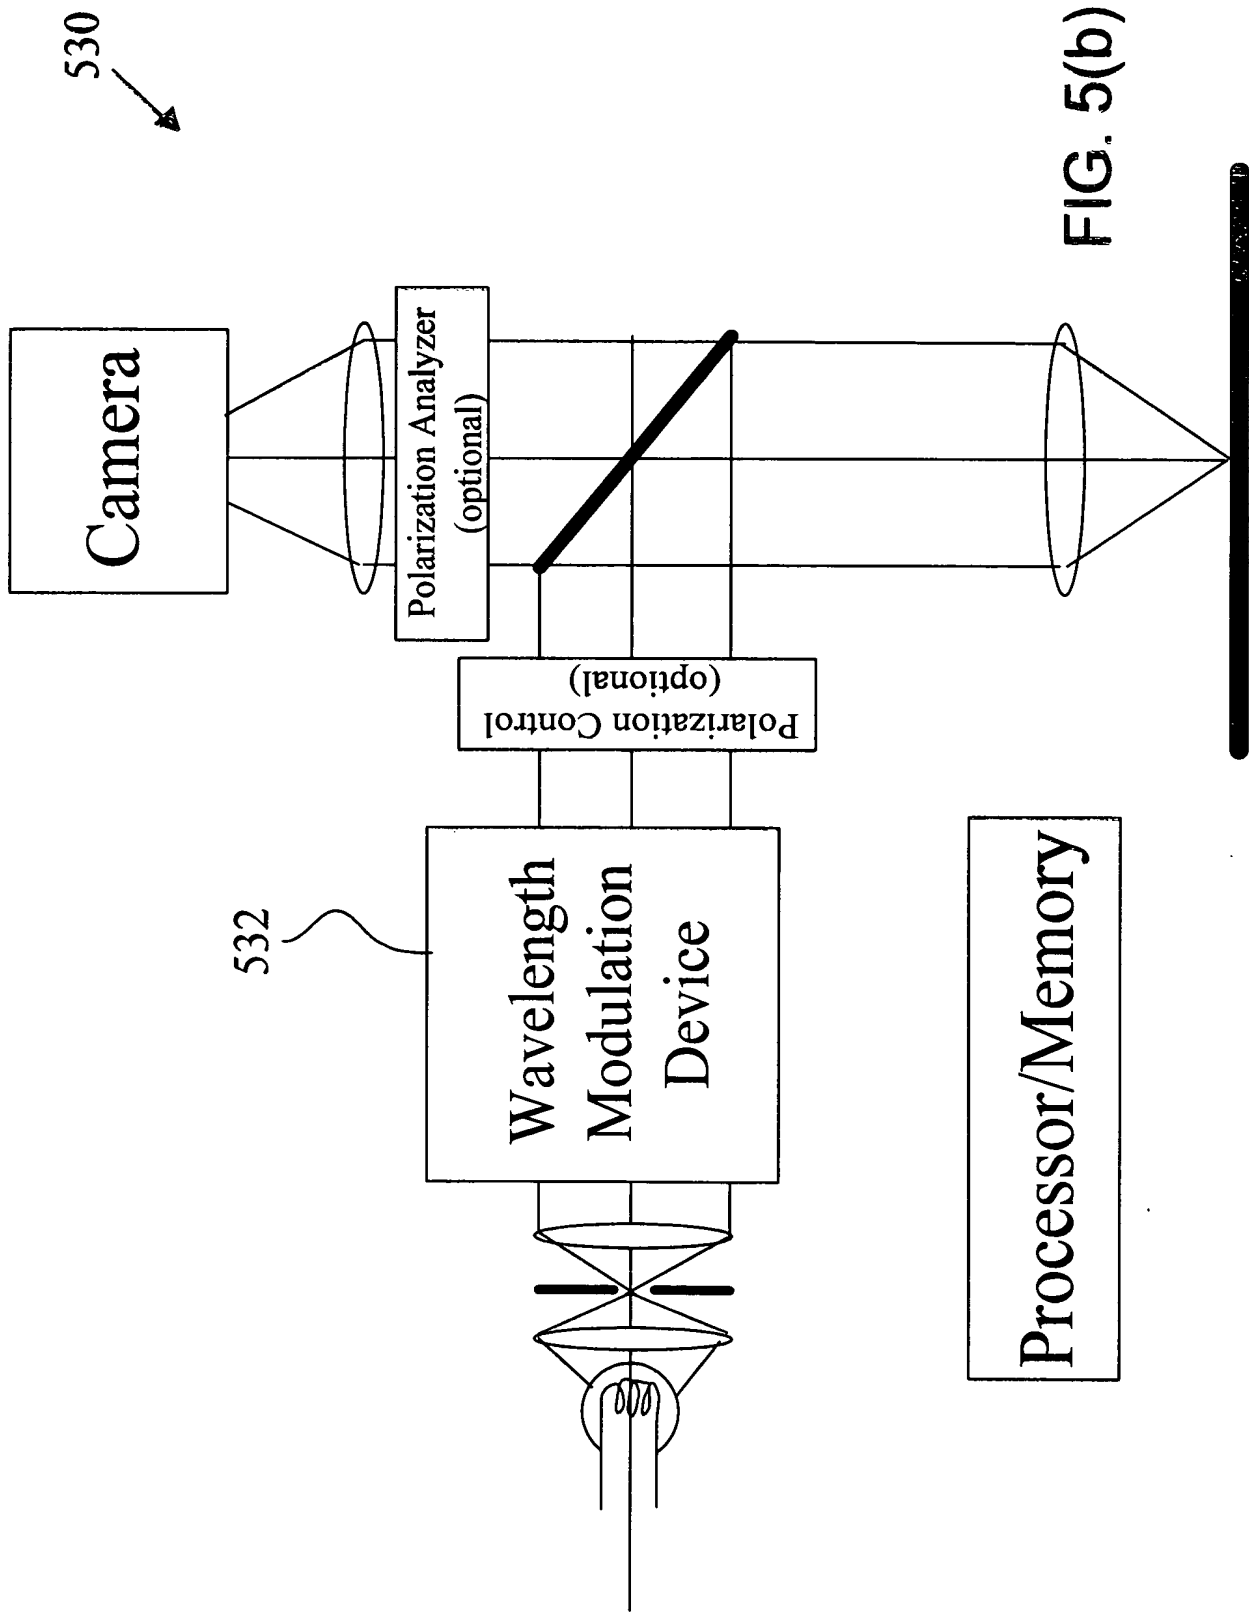 530
Camera
Polarization Analyzer
(optional)
Polarization Control
(optional)
532
Wavelength
Modulation
Device
Processor/Memory
FIG. 5(b)